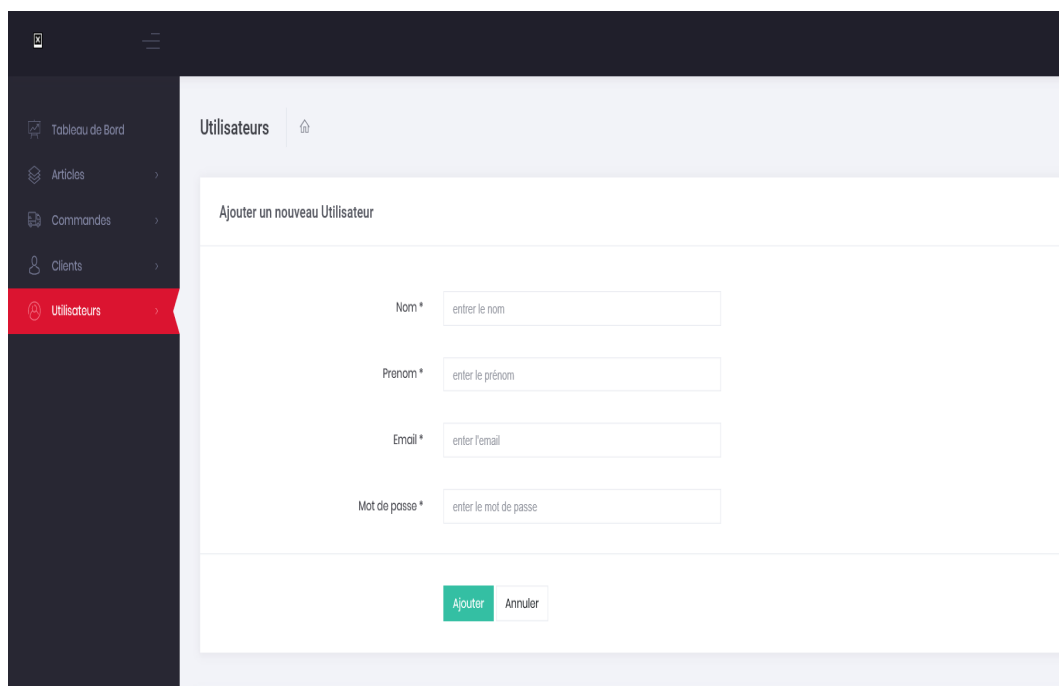 Tableau de Bord
Articles
Commandes
Clients
Utilisateurs
Utilisateurs
Ajouter un nouveau Utilisateur
Nom * entrer le nom
Prenom * enter le prénom
Email * enter l'email
Mot de passe * enter le mot de passe
Ajouter Annuler